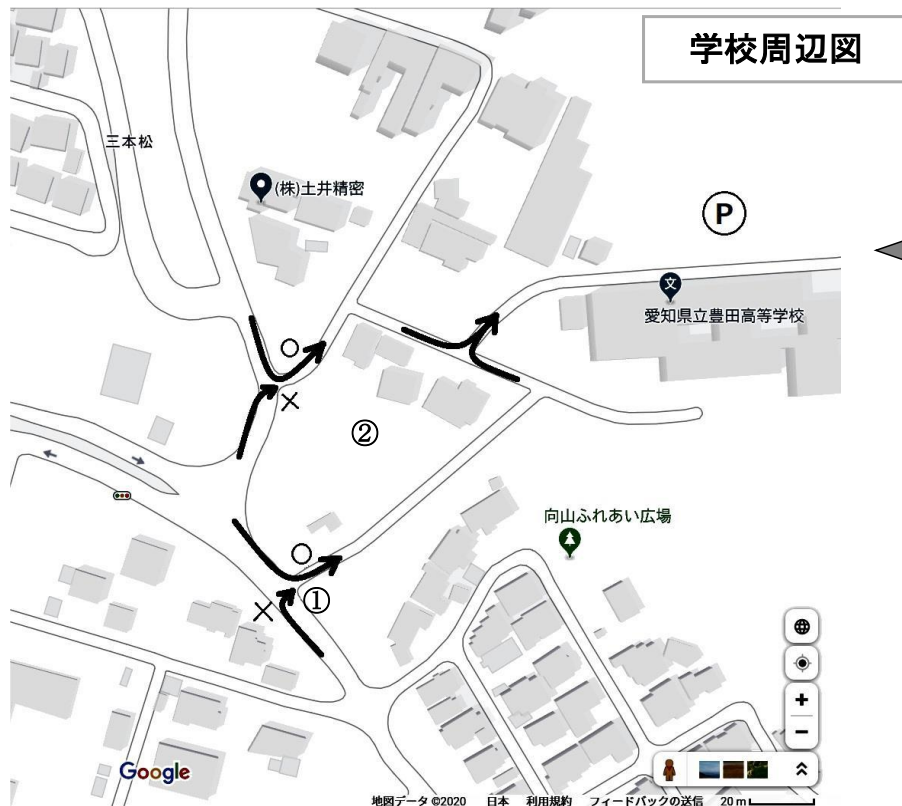 学校周辺図
三本松
(株)土井精密
P
文
愛知県立豊田高等学校
○
×
②
向山ふれあい広場
○
①
×
Google
地図データ ©2020 日本 利用規約 フィードバックの送信 20 m